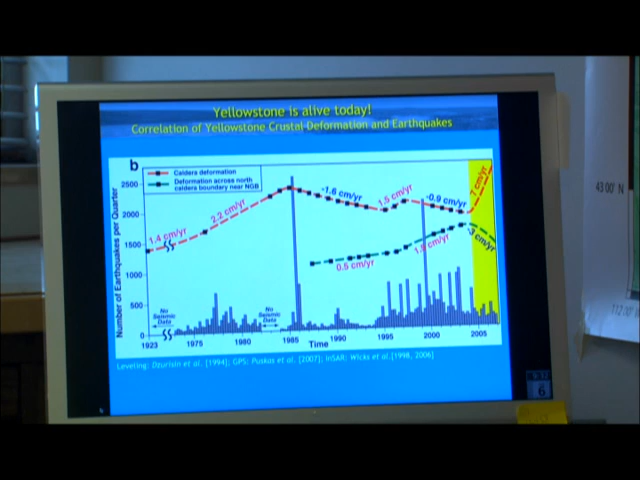 Yellowstone is alive today!
Correlation of Yellowstone Crustal Deformation and Earthquakes
b
Caldera deformation
Deformation across north
caldera boundary near NGB
Number of Earthquakes per Quarter
2500
2000
1500
1000
500
0
1.4 cm/yr
2.2 cm/yr
-1.6 cm/yr
1.5 cm/yr
-0.9 cm/yr
7 cm/yr
0.5 cm/yr
-3 cm/yr
No
Seismic
Data
No
Seismic
Data
1923
1975
1980
1985
1990
1995
2000
2005
Time
Leveling: Dzurisin et al. [1994]; GPS: Puskas et al. [2007]; InSAR: Wicks et al.[1998, 2006]
6
43 00' N
112 00'